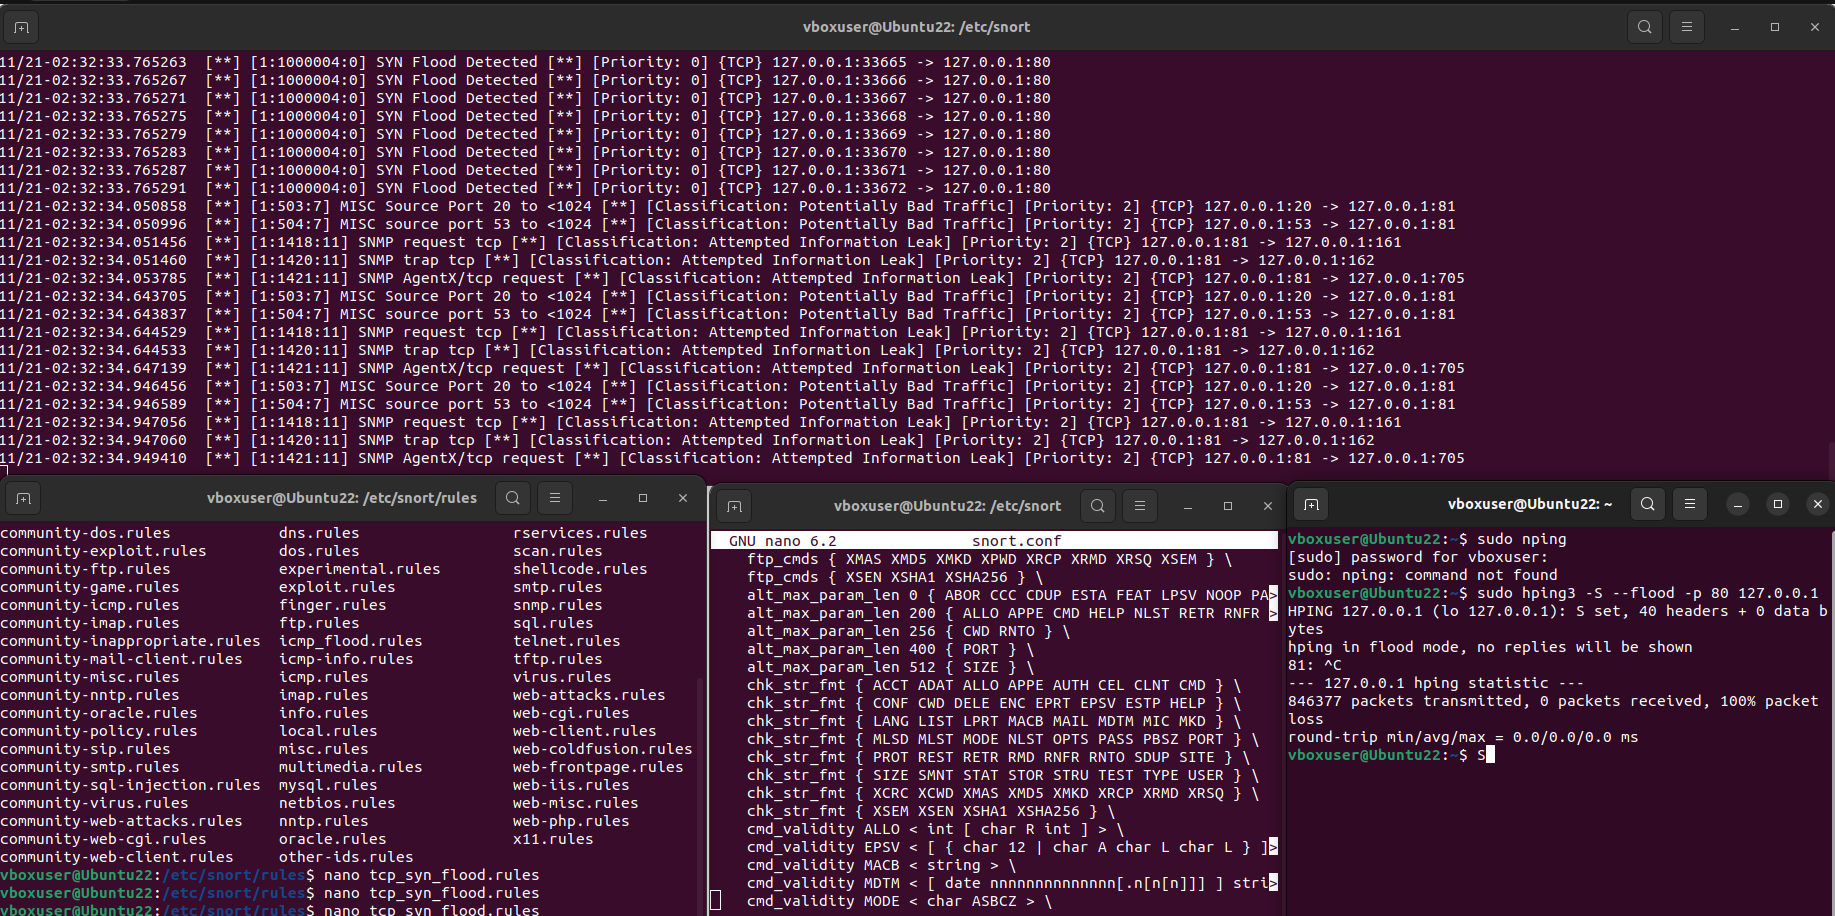 vboxuser@Ubuntu22: /etc/snort
11/21-02:32:33.765263  [**] [1:1000004:0] SYN Flood Detected [**] [Priority: 0] {TCP} 127.0.0.1:33665 -> 127.0.0.1:80
11/21-02:32:33.765267  [**] [1:1000004:0] SYN Flood Detected [**] [Priority: 0] {TCP} 127.0.0.1:33666 -> 127.0.0.1:80
11/21-02:32:33.765271  [**] [1:1000004:0] SYN Flood Detected [**] [Priority: 0] {TCP} 127.0.0.1:33667 -> 127.0.0.1:80
11/21-02:32:33.765275  [**] [1:1000004:0] SYN Flood Detected [**] [Priority: 0] {TCP} 127.0.0.1:33668 -> 127.0.0.1:80
11/21-02:32:33.765279  [**] [1:1000004:0] SYN Flood Detected [**] [Priority: 0] {TCP} 127.0.0.1:33669 -> 127.0.0.1:80
11/21-02:32:33.765283  [**] [1:1000004:0] SYN Flood Detected [**] [Priority: 0] {TCP} 127.0.0.1:33670 -> 127.0.0.1:80
11/21-02:32:33.765287  [**] [1:1000004:0] SYN Flood Detected [**] [Priority: 0] {TCP} 127.0.0.1:33671 -> 127.0.0.1:80
11/21-02:32:33.765291  [**] [1:1000004:0] SYN Flood Detected [**] [Priority: 0] {TCP} 127.0.0.1:33672 -> 127.0.0.1:80
11/21-02:32:34.050858  [**] [1:503:7] MISC Source Port 20 to <1024 [**] [Classification: Potentially Bad Traffic] [Priority: 2] {TCP} 127.0.0.1:20 -> 127.0.0.1:81
11/21-02:32:34.050996  [**] [1:504:7] MISC source port 53 to <1024 [**] [Classification: Potentially Bad Traffic] [Priority: 2] {TCP} 127.0.0.1:53 -> 127.0.0.1:81
11/21-02:32:34.051456  [**] [1:1418:11] SNMP request tcp [**] [Classification: Attempted Information Leak] [Priority: 2] {TCP} 127.0.0.1:81 -> 127.0.0.1:161
11/21-02:32:34.051460  [**] [1:1420:11] SNMP trap tcp [**] [Classification: Attempted Information Leak] [Priority: 2] {TCP} 127.0.0.1:81 -> 127.0.0.1:162
11/21-02:32:34.053785  [**] [1:1421:11] SNMP AgentX/tcp request [**] [Classification: Attempted Information Leak] [Priority: 2] {TCP} 127.0.0.1:81 -> 127.0.0.1:705
11/21-02:32:34.643705  [**] [1:503:7] MISC Source Port 20 to <1024 [**] [Classification: Potentially Bad Traffic] [Priority: 2] {TCP} 127.0.0.1:20 -> 127.0.0.1:81
11/21-02:32:34.643837  [**] [1:504:7] MISC source port 53 to <1024 [**] [Classification: Potentially Bad Traffic] [Priority: 2] {TCP} 127.0.0.1:53 -> 127.0.0.1:81
11/21-02:32:34.644529  [**] [1:1418:11] SNMP request tcp [**] [Classification: Attempted Information Leak] [Priority: 2] {TCP} 127.0.0.1:81 -> 127.0.0.1:161
11/21-02:32:34.644533  [**] [1:1420:11] SNMP trap tcp [**] [Classification: Attempted Information Leak] [Priority: 2] {TCP} 127.0.0.1:81 -> 127.0.0.1:162
11/21-02:32:34.647139  [**] [1:1421:11] SNMP AgentX/tcp request [**] [Classification: Attempted Information Leak] [Priority: 2] {TCP} 127.0.0.1:81 -> 127.0.0.1:705
11/21-02:32:34.946456  [**] [1:503:7] MISC Source Port 20 to <1024 [**] [Classification: Potentially Bad Traffic] [Priority: 2] {TCP} 127.0.0.1:20 -> 127.0.0.1:81
11/21-02:32:34.946589  [**] [1:504:7] MISC source port 53 to <1024 [**] [Classification: Potentially Bad Traffic] [Priority: 2] {TCP} 127.0.0.1:53 -> 127.0.0.1:81
11/21-02:32:34.947056  [**] [1:1418:11] SNMP request tcp [**] [Classification: Attempted Information Leak] [Priority: 2] {TCP} 127.0.0.1:81 -> 127.0.0.1:161
11/21-02:32:34.947060  [**] [1:1420:11] SNMP trap tcp [**] [Classification: Attempted Information Leak] [Priority: 2] {TCP} 127.0.0.1:81 -> 127.0.0.1:162
11/21-02:32:34.949410  [**] [1:1421:11] SNMP AgentX/tcp request [**] [Classification: Attempted Information Leak] [Priority: 2] {TCP} 127.0.0.1:81 -> 127.0.0.1:705
vboxuser@Ubuntu22: /etc/snort/rules
community-dos.rules dns.rules rservices.rules
community-exploit.rules dos.rules scan.rules
community-ftp.rules experimental.rules shellcode.rules
community-game.rules exploit.rules smtp.rules
community-icmp.rules finger.rules snmp.rules
community-imap.rules ftp.rules sql.rules
community-inappropriate.rules icmp_flood.rules telnet.rules
community-mail-client.rules icmp-info.rules tftp.rules
community-misc.rules icmp.rules virus.rules
community-nntp.rules imap.rules web-attacks.rules
community-oracle.rules info.rules web-cgi.rules
community-policy.rules local.rules web-client.rules
community-sip.rules misc.rules web-coldfusion.rules
community-smtp.rules multimedia.rules web-frontpage.rules
community-sql-injection.rules mysql.rules web-iis.rules
community-virus.rules netbios.rules web-misc.rules
community-web-attacks.rules nntp.rules web-php.rules
community-web-cgi.rules oracle.rules x11.rules
community-web-client.rules other-ids.rules
vboxuser@Ubuntu22:/etc/snort/rules$ nano tcp_syn_flood.rules
vboxuser@Ubuntu22:/etc/snort/rules$ nano tcp_syn_flood.rules
vboxuser@Ubuntu22:/etc/snort/rules$ nano tcp_syn_flood.rules
vboxuser@Ubuntu22: /etc/snort
GNU nano 6.2 snort.conf
ftp_cmds { XMAS XMD5 XMKD XPWD XRCP XRMD XRSQ XSEM } \
ftp_cmds { XSEN XSHA1 XSHA256 } \
alt_max_param_len 0 { ABOR CCC CDUP ESTA FEAT LPSV NOOP PA>
alt_max_param_len 200 { ALLO APPE CMD HELP NLST RETR RNFR >
alt_max_param_len 256 { CWD RNTO } \
alt_max_param_len 400 { PORT } \
alt_max_param_len 512 { SIZE } \
chk_str_fmt { ACCT ADAT ALLO APPE AUTH CEL CLNT CMD } \
chk_str_fmt { CONF CWD DELE ENC EPRT EPSV ESTP HELP } \
chk_str_fmt { LANG LIST LPRT MACB MAIL MDTM MIC MKD } \
chk_str_fmt { MLSD MLST MODE NLST OPTS PASS PBSZ PORT } \
chk_str_fmt { PROT REST RETR RMD RNFR RNTO SDUP SITE } \
chk_str_fmt { SIZE SMNT STAT STOR STRU TEST TYPE USER } \
chk_str_fmt { XCRC XCWD XMAS XMD5 XMKD XRCP XRMD XRSQ } \
chk_str_fmt { XSEM XSEN XSHA1 XSHA256 } \
cmd_validity ALLO < int [ char R int ] > \
cmd_validity EPSV < [ { char 12 | char A char L char L } ]>
cmd_validity MACB < string > \
cmd_validity MDTM < [ date nnnnnnnnnnnnnn[.n[n[n]]] ] stri>
cmd_validity MODE < char ASBCZ > \
vboxuser@Ubuntu22: ~
vboxuser@Ubuntu22:~$ sudo nping
[sudo] password for vboxuser:
sudo: nping: command not found
vboxuser@Ubuntu22:~$ sudo hping3 -S --flood -p 80 127.0.0.1
HPING 127.0.0.1 (lo 127.0.0.1): S set, 40 headers + 0 data b
ytes
hping in flood mode, no replies will be shown
81: ^C
--- 127.0.0.1 hping statistic ---
846377 packets transmitted, 0 packets received, 100% packet
loss
round-trip min/avg/max = 0.0/0.0/0.0 ms
vboxuser@Ubuntu22:~$ S